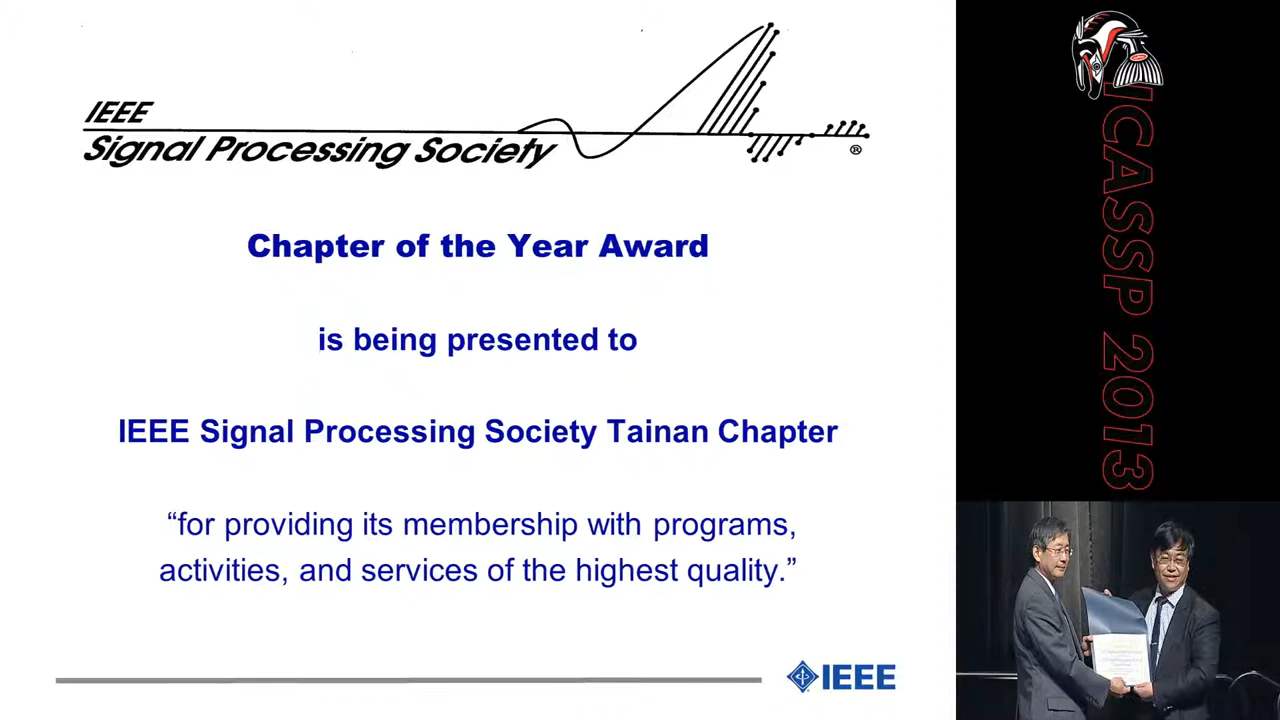 IEEE
Signal Processing Society
®
Chapter of the Year Award
is being presented to
IEEE Signal Processing Society Tainan Chapter
“for providing its membership with programs,
activities, and services of the highest quality.”
IEEE
ICASSP 2013